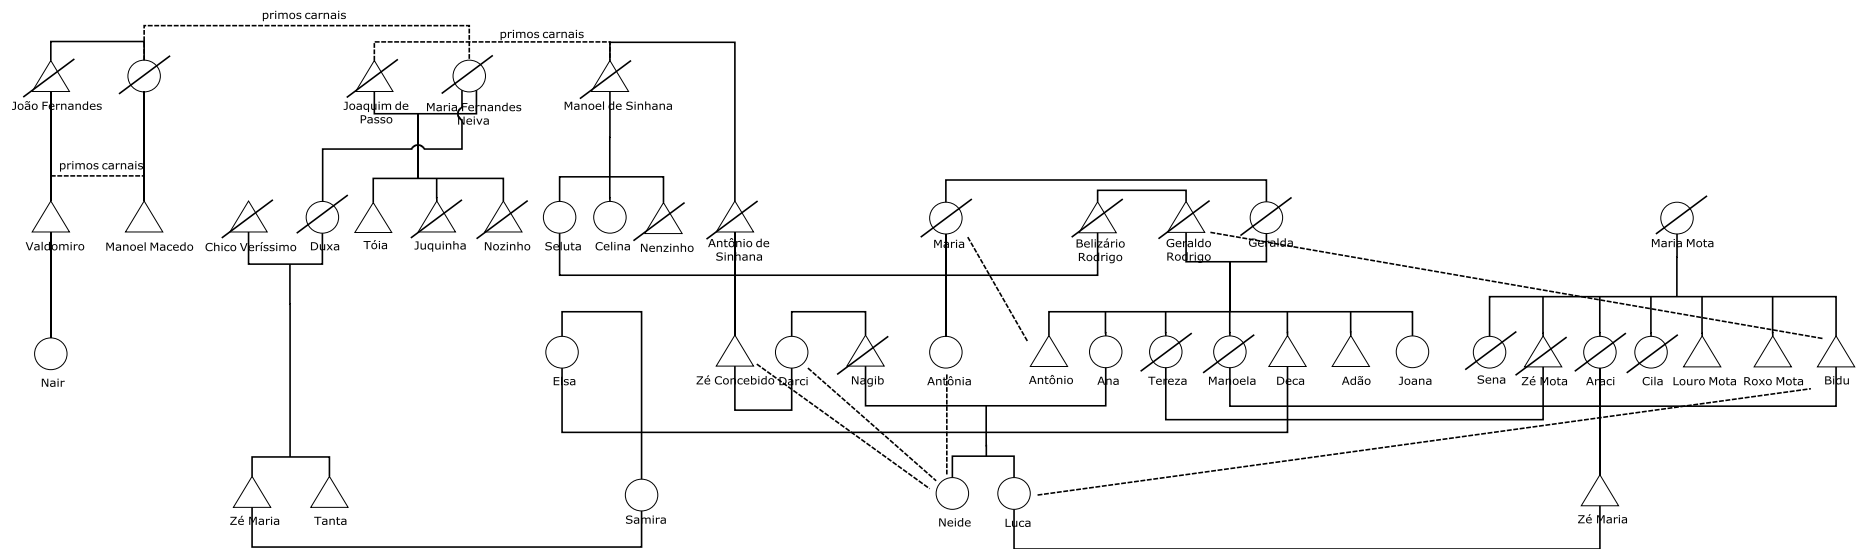 primos carnais
primos carnais
João Fernandes
Joaquim de
Passo
Maria Fernandes
Neiva
Manoel de Sinhana
primos carnais
Valdomiro
Manoel Macedo
Chico Veríssimo
Duxa
Tóia
Juquinha
Nozinho
Seluta
Celina
Nenzinho
Antônio de
Sinhana
Maria
Belizário
Rodrigo
Geraldo
Rodrigo
Geralda
Maria Mota
Nair
Elsa
Zé Concebido
Darci
Nagib
Antônia
Antônio
Ana
Tereza
Manoela
Deca
Adão
Joana
Sena
Zé Mota
Araci
Cila
Louro Mota
Roxo Mota
Bidu
Zé Maria
Tanta
Samira
Neide
Luca
Zé Maria